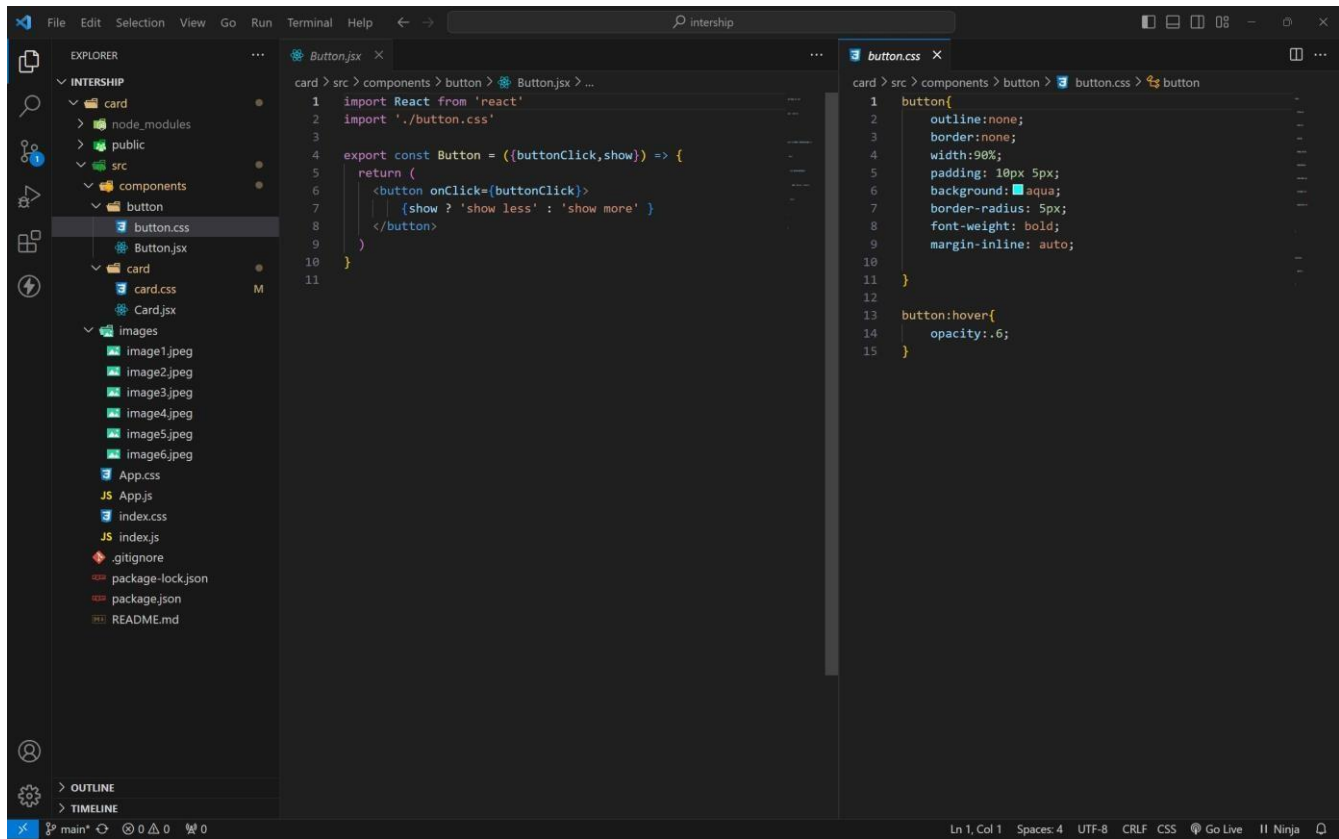 File Edit Selection View Go Run Terminal Help intership
EXPLORER
INTERSHIP
card
node_modules
public
src
components
button
button.css
Button.jsx
card
card.css M
Card.jsx
images
image1.jpeg
image2.jpeg
image3.jpeg
image4.jpeg
image5.jpeg
image6.jpeg
App.css
JS App.js
index.css
JS index.js
.gitignore
package-lock.json
package.json
README.md
OUTLINE
TIMELINE
Button.jsx
card > src > components > button > Button.jsx > ...
1 import React from 'react'
2 import './button.css'
3
4 export const Button = ({buttonClick,show}) => {
5   return (
6     <button onClick={buttonClick}>
7         {show ? 'show less' : 'show more' }
8     </button>
9   )
10 }
11
button.css
card > src > components > button > button.css > button
1 button{
2     outline:none;
3     border:none;
4     width:90%;
5     padding: 10px 5px;
6     background: aqua;
7     border-radius: 5px;
8     font-weight: bold;
9     margin-inline: auto;
10
11 }
12
13 button:hover{
14     opacity:.6;
15 }
main* 0 0 0 Ln 1, Col 1 Spaces: 4 UTF-8 CRLF CSS Go Live Ninja